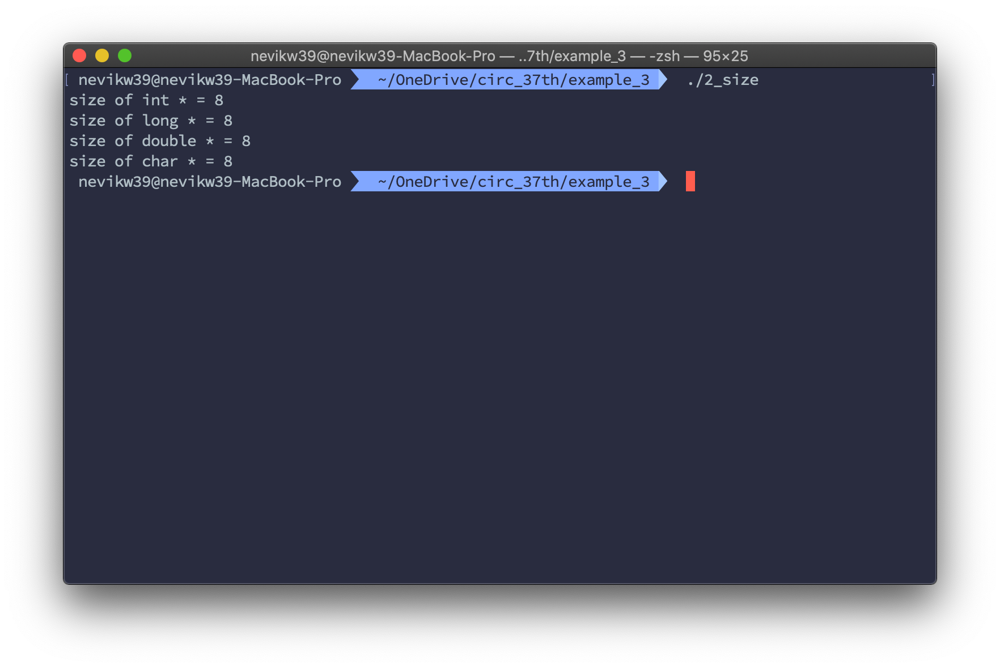 nevikw39@nevikw39-MacBook-Pro — ..7th/example_3 — -zsh — 95×25
[ nevikw39@nevikw39-MacBook-Pro ~/OneDrive/circ_37th/example_3 ./2_size ]
size of int * = 8
size of long * = 8
size of double * = 8
size of char * = 8
nevikw39@nevikw39-MacBook-Pro ~/OneDrive/circ_37th/example_3